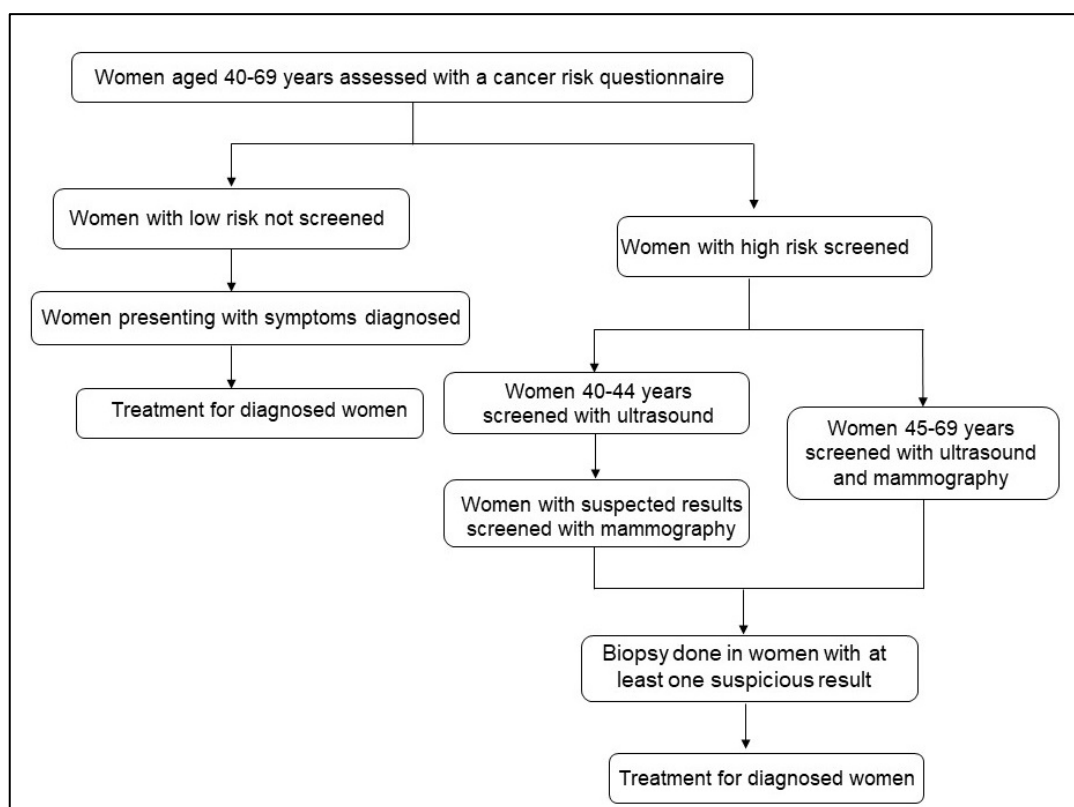 Women aged 40-69 years assessed with a cancer risk questionnaire
Women with low risk not screened
Women with high risk screened
Women presenting with symptoms diagnosed
Treatment for diagnosed women
Women 40-44 years
screened with ultrasound
Women 45-69 years
screened with ultrasound
and mammography
Women with suspected results
screened with mammography
Biopsy done in women with at
least one suspicious result
Treatment for diagnosed women